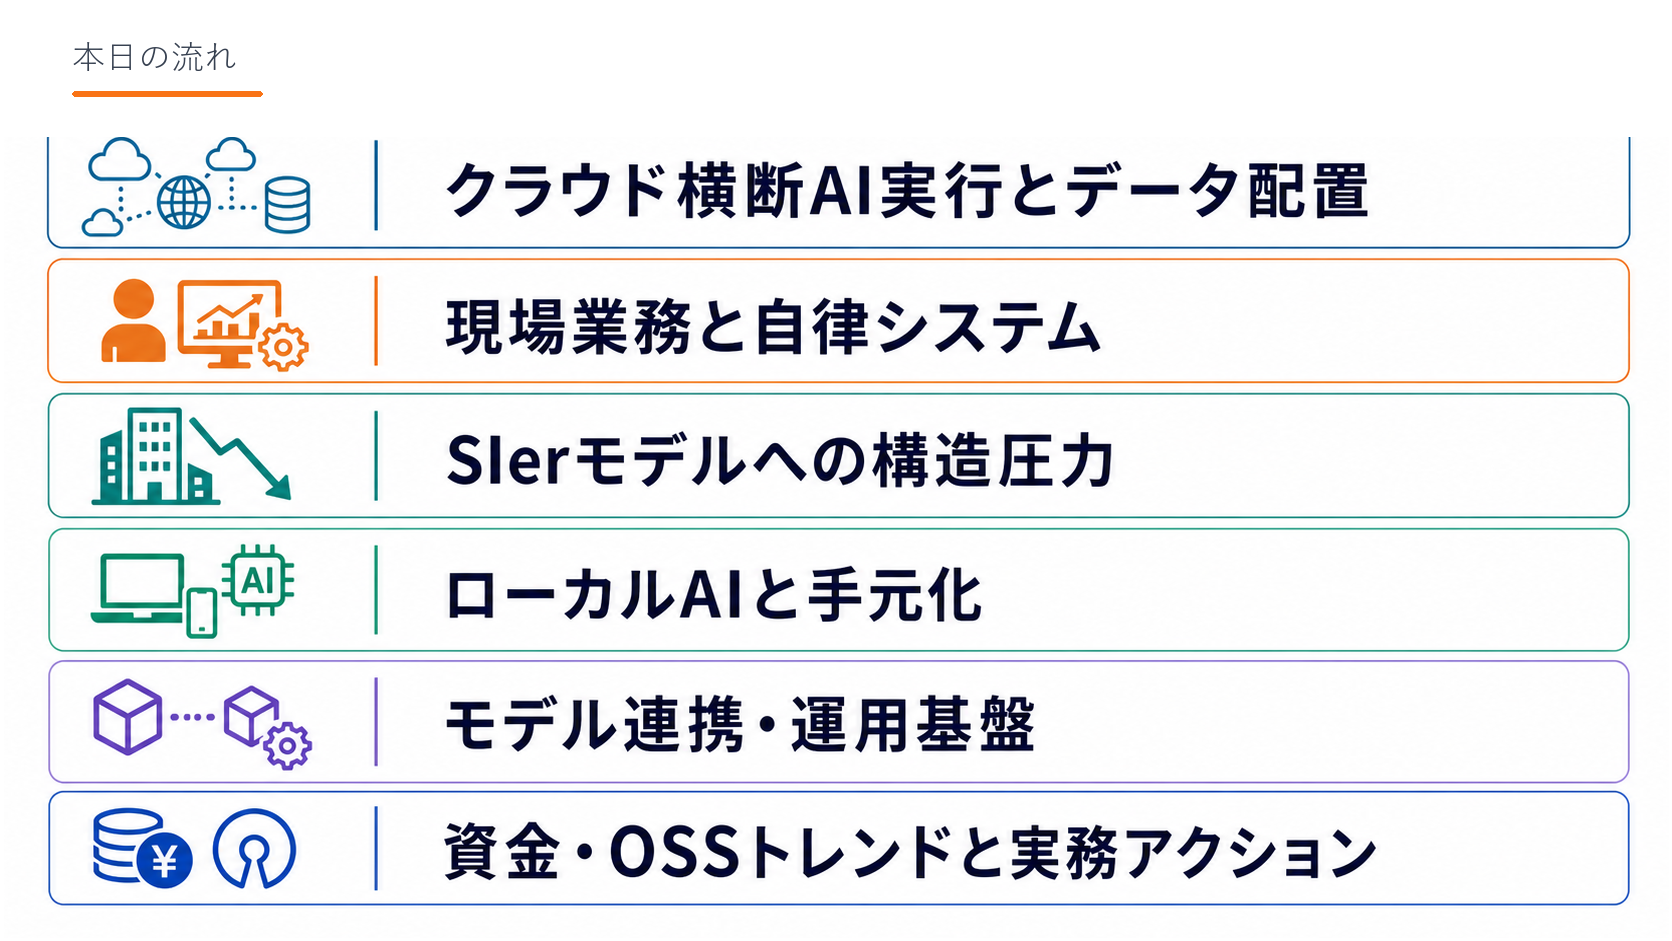 本日の流れ
クラウド横断AI実行とデータ配置
現場業務と自律システム
SIerモデルへの構造圧力
AI
ローカルAIと手元化
モデル連携・運用基盤
¥
資金・OSSトレンドと実務アクション